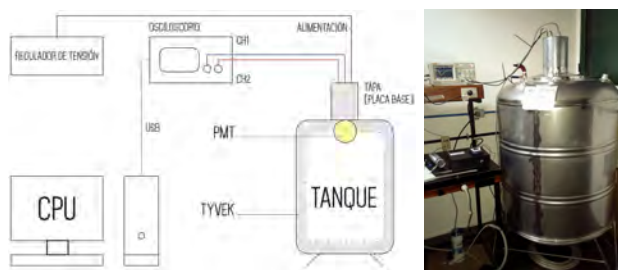 OSCILOSCOPIO
ALIMENTACIÓN
CH1
REGULADOR DE TENSIÓN
CH2
TAPA
(PLACA BASE)
USB
PMT
CPU
TANQUE
TYVEK